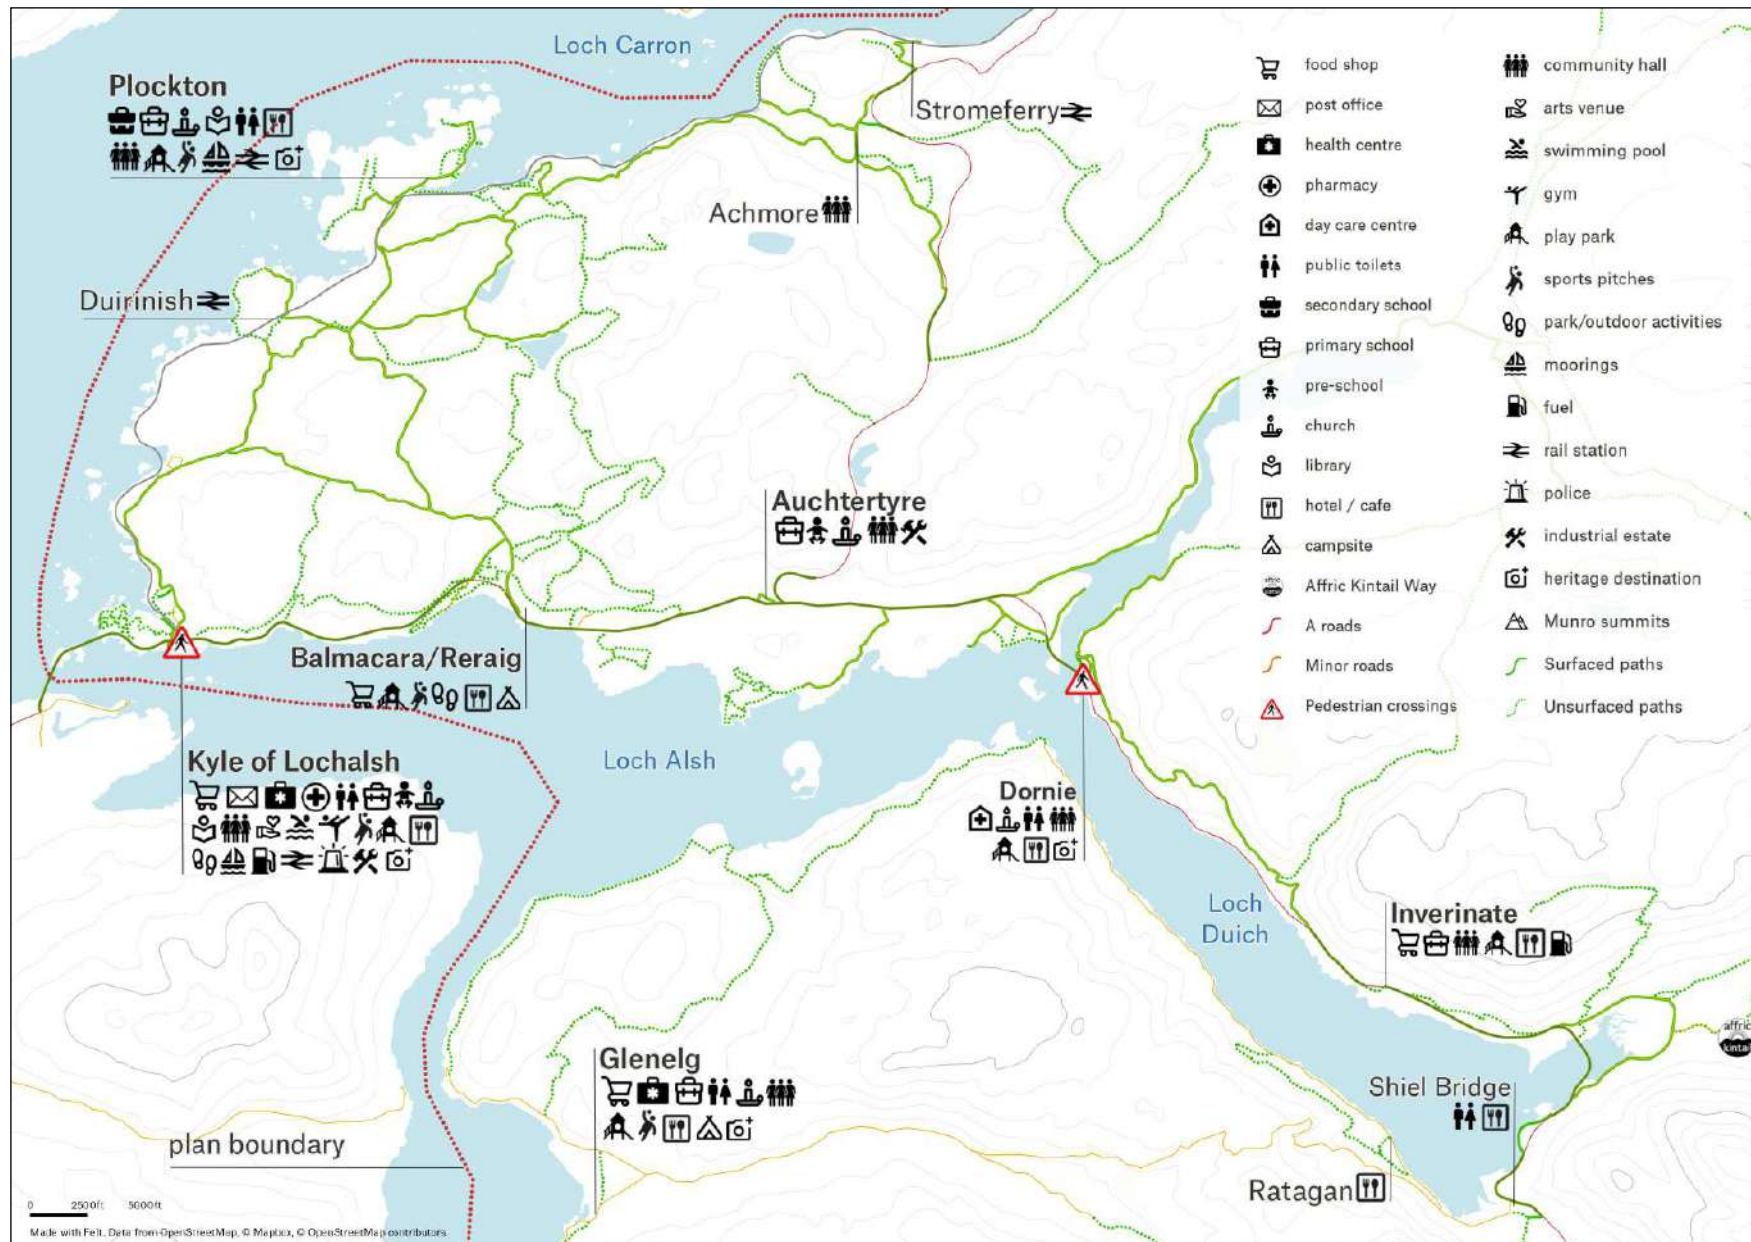 Loch Carron
Plockton
Stromeferry
Achmore
Duirinish
Auchtertyre
Balmacara/Reraig
Kyle of Lochalsh
Loch Alsh
Dornie
Loch
Duich
Inverinate
Glenelg
Shiel Bridge
Ratagan
plan boundary
food shop
post office
health centre
pharmacy
day care centre
public toilets
secondary school
primary school
pre-school
church
library
hotel / cafe
campsite
Affric Kintail Way
A roads
Minor roads
Pedestrian crossings
community hall
arts venue
swimming pool
gym
play park
sports pitches
park/outdoor activities
moorings
fuel
rail station
police
industrial estate
heritage destination
Munro summits
Surfaced paths
Unsurfaced paths
affric
kintail
0 2500ft 5000ft
Made with Felt. Data from OpenStreetMap, © Mapbox, © OpenStreetMap contributors